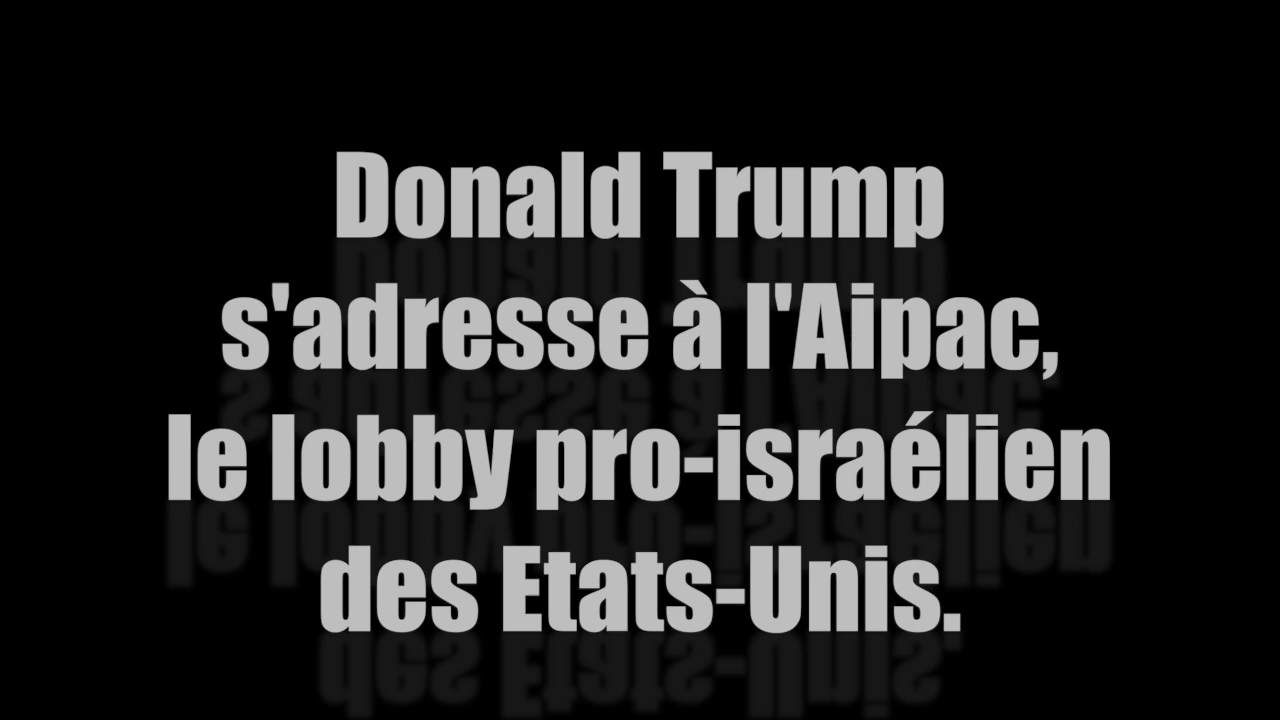 Donald Trump
s'adresse à l'Aipac,
le lobby pro-israélien
des Etats-Unis.